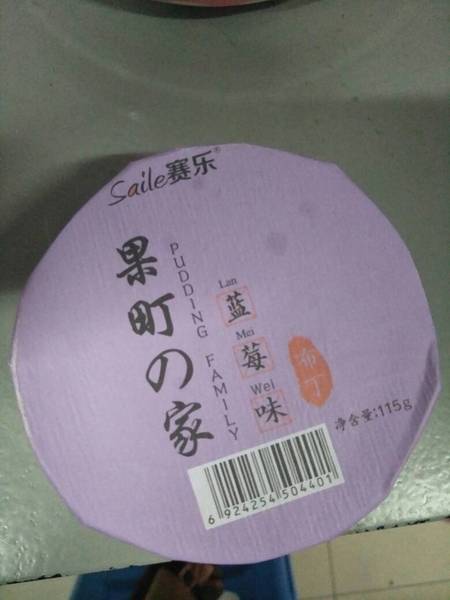 Saile赛乐®
果町の家
PUDDING FAMILY
Lan
蓝
Mei
莓
Wei
味
布丁
净含量:115g
6 924254 504401